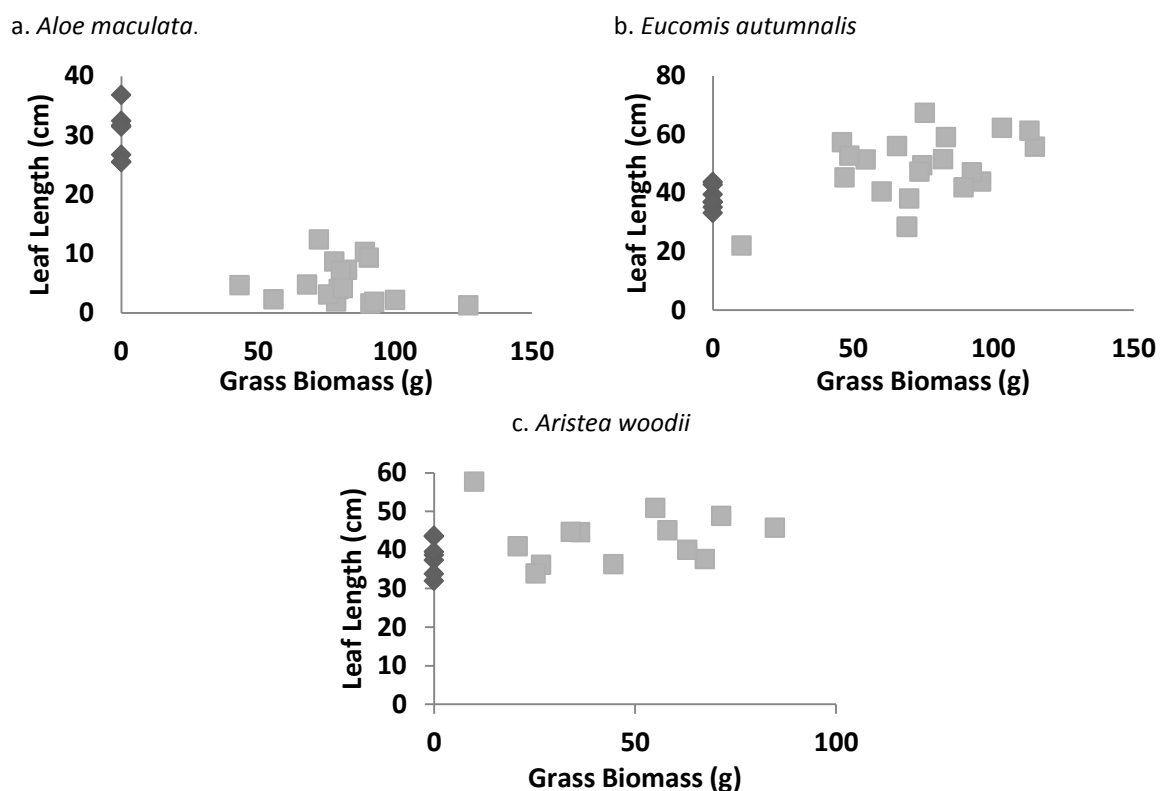 a. Aloe maculata.
Leaf Length (cm)
40
30
20
10
0
0 50 100 150
Grass Biomass (g)
b. Eucomis autumnalis
Leaf Length (cm)
80
60
40
20
0
0 50 100 150
Grass Biomass (g)
c. Aristea woodii
Leaf Length (cm)
60
50
40
30
20
10
0
0 50 100
Grass Biomass (g)